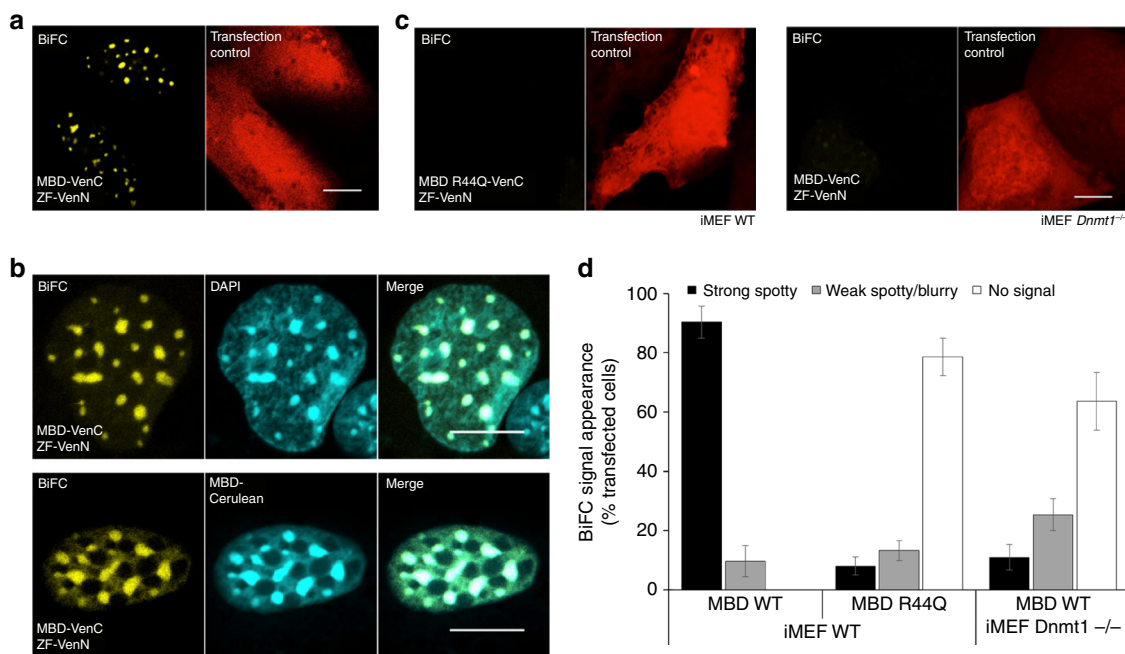 a
BiFC
Transfection
control
MBD-VenC
ZF-VenN
c
BiFC
Transfection
control
MBD R44Q-VenC
ZF-VenN
iMEF WT
BiFC
Transfection
control
MBD-VenC
ZF-VenN
iMEF Dnmt1–/–
b
BiFC
DAPI
Merge
MBD-VenC
ZF-VenN
BiFC
MBD-
Cerulean
Merge
MBD-VenC
ZF-VenN
d
Strong spotty
Weak spotty/blurry
No signal
BiFC signal appearance
(% transfected cells)
100
80
60
40
20
0
MBD WT
MBD R44Q
MBD WT
iMEF WT
iMEF Dnmt1 –/–